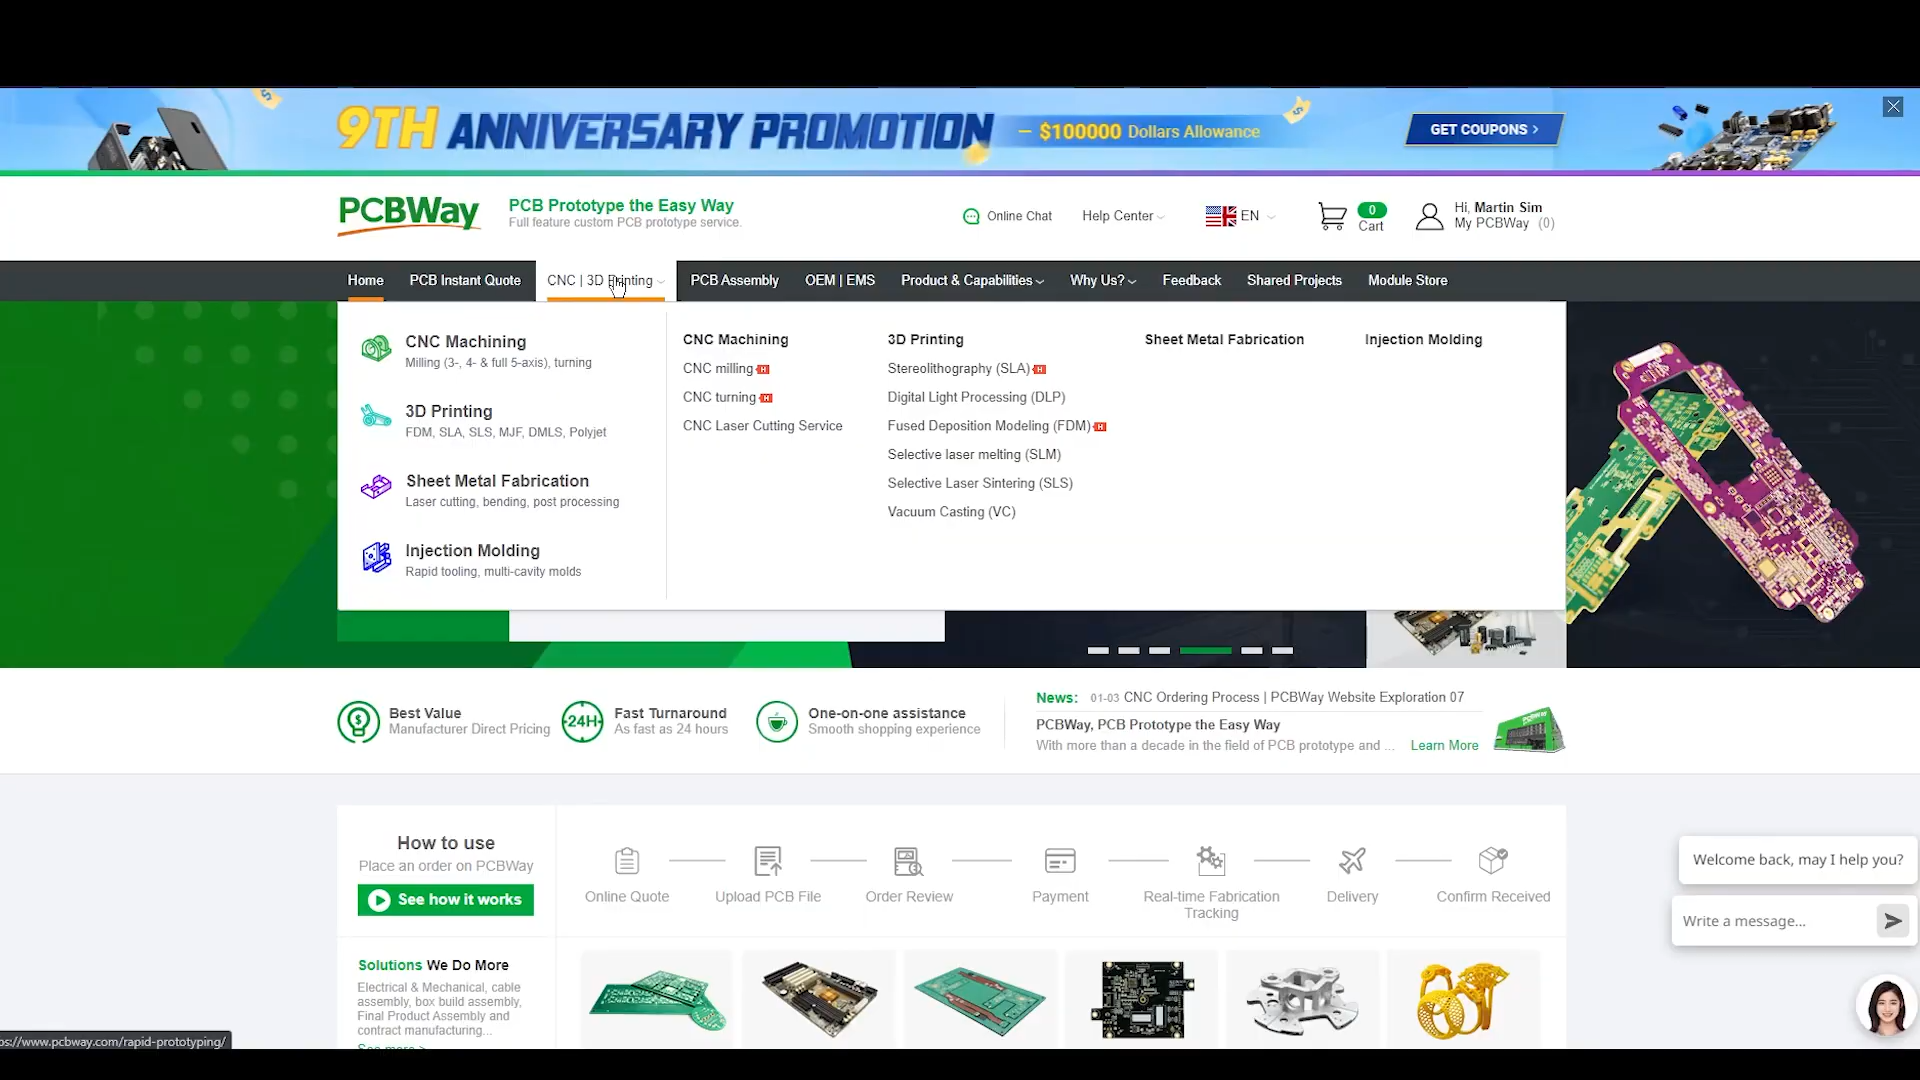 9TH ANNIVERSARY PROMOTION – $100000 Dollars Allowance
GET COUPONS >
PCBWay
PCB Prototype the Easy Way
Full feature custom PCB prototype service.
Online Chat
Help Center
EN
0
Cart
Hi, Martin Sim
My PCBWay (0)
Home
PCB Instant Quote
CNC | 3D Printing
PCB Assembly
OEM | EMS
Product & Capabilities
Why Us?
Feedback
Shared Projects
Module Store
CNC Machining
Milling (3-, 4- & full 5-axis), turning
3D Printing
FDM, SLA, SLS, MJF, DMLS, Polyjet
Sheet Metal Fabrication
Laser cutting, bending, post processing
Injection Molding
Rapid tooling, multi-cavity molds
CNC Machining
CNC milling H
CNC turning H
CNC Laser Cutting Service
3D Printing
Stereolithography (SLA) H
Digital Light Processing (DLP)
Fused Deposition Modeling (FDM) H
Selective laser melting (SLM)
Selective Laser Sintering (SLS)
Vacuum Casting (VC)
Sheet Metal Fabrication
Injection Molding
Best Value
Manufacturer Direct Pricing
24H
Fast Turnaround
As fast as 24 hours
One-on-one assistance
Smooth shopping experience
News: 01-03 CNC Ordering Process | PCBWay Website Exploration 07
PCBWay, PCB Prototype the Easy Way
With more than a decade in the field of PCB prototype and ... Learn More
How to use
Place an order on PCBWay
See how it works
Online Quote
Upload PCB File
Order Review
Payment
Real-time Fabrication
Tracking
Delivery
Confirm Received
Solutions We Do More
Electrical & Mechanical, cable
assembly, box build assembly,
Final Product Assembly and
contract manufacturing...
See more >
Welcome back, may I help you?
Write a message...
ps://www.pcbway.com/rapid-prototyping/